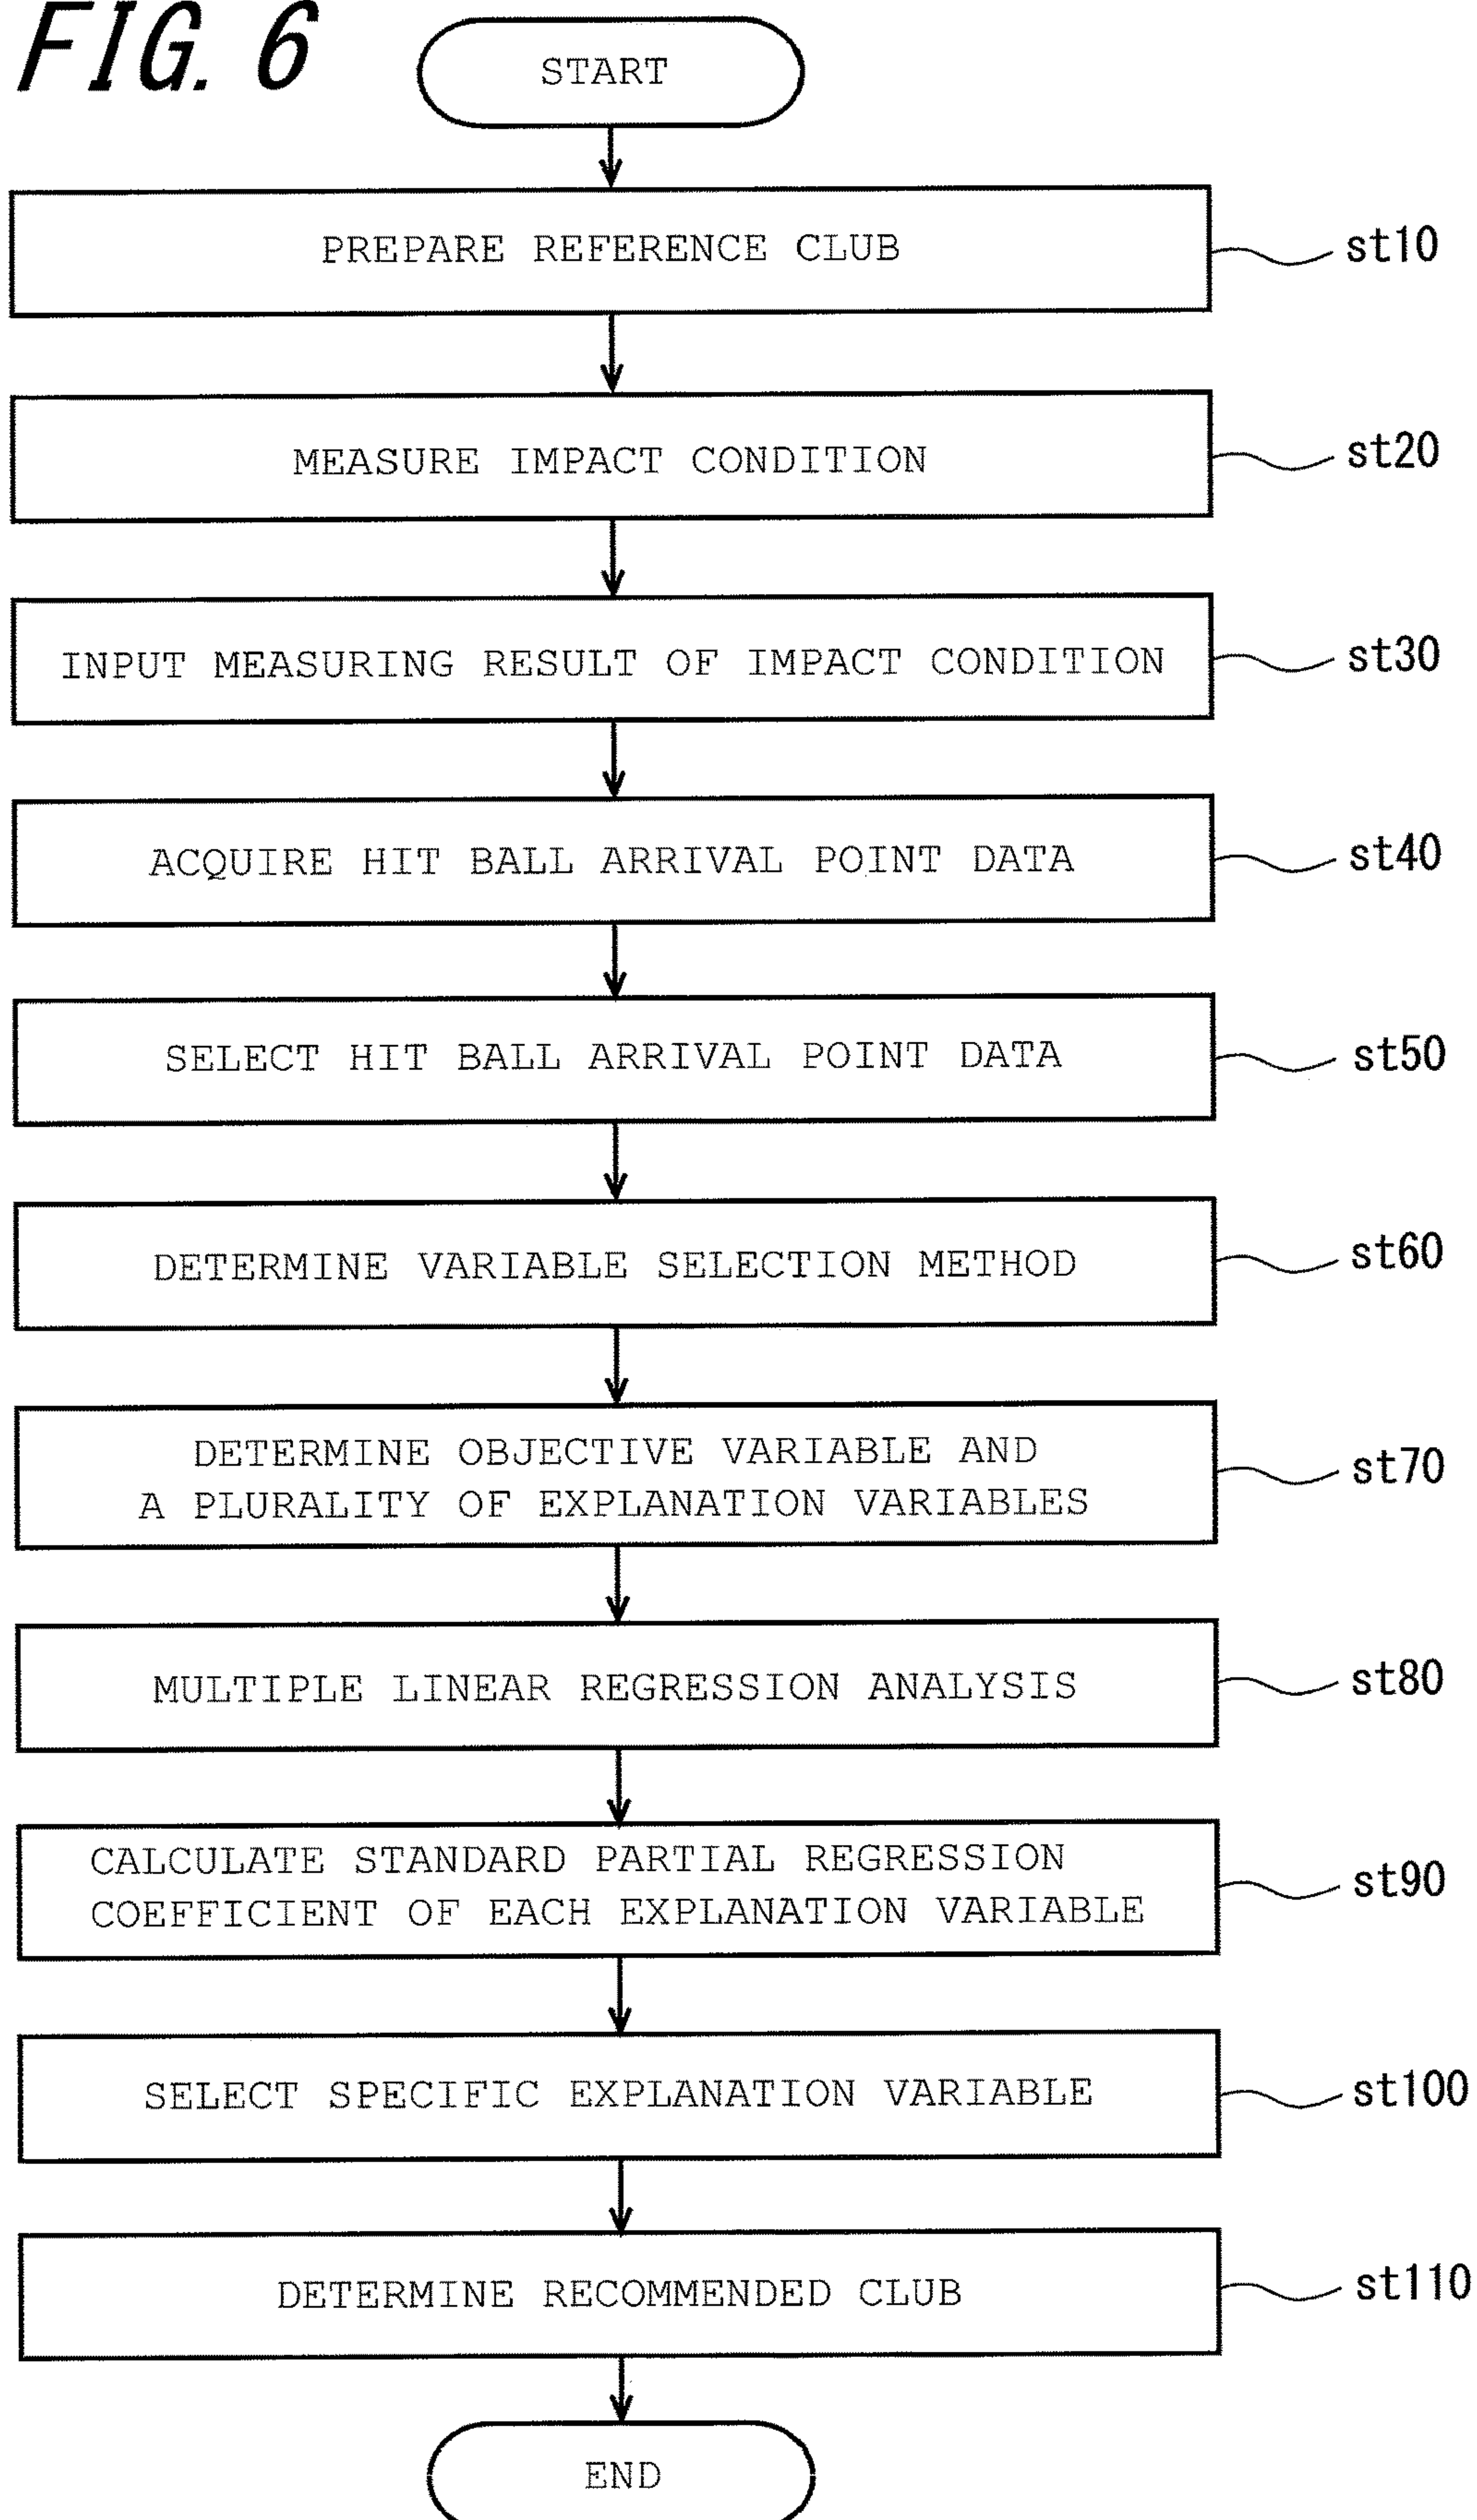 FIG. 6
START
PREPARE REFERENCE CLUB
st10
MEASURE IMPACT CONDITION
st20
INPUT MEASURING RESULT OF IMPACT CONDITION
st30
ACQUIRE HIT BALL ARRIVAL POINT DATA
st40
SELECT HIT BALL ARRIVAL POINT DATA
st50
DETERMINE VARIABLE SELECTION METHOD
st60
DETERMINE OBJECTIVE VARIABLE AND
A PLURALITY OF EXPLANATION VARIABLES
st70
MULTIPLE LINEAR REGRESSION ANALYSIS
st80
CALCULATE STANDARD PARTIAL REGRESSION
COEFFICIENT OF EACH EXPLANATION VARIABLE
st90
SELECT SPECIFIC EXPLANATION VARIABLE
st100
DETERMINE RECOMMENDED CLUB
st110
END